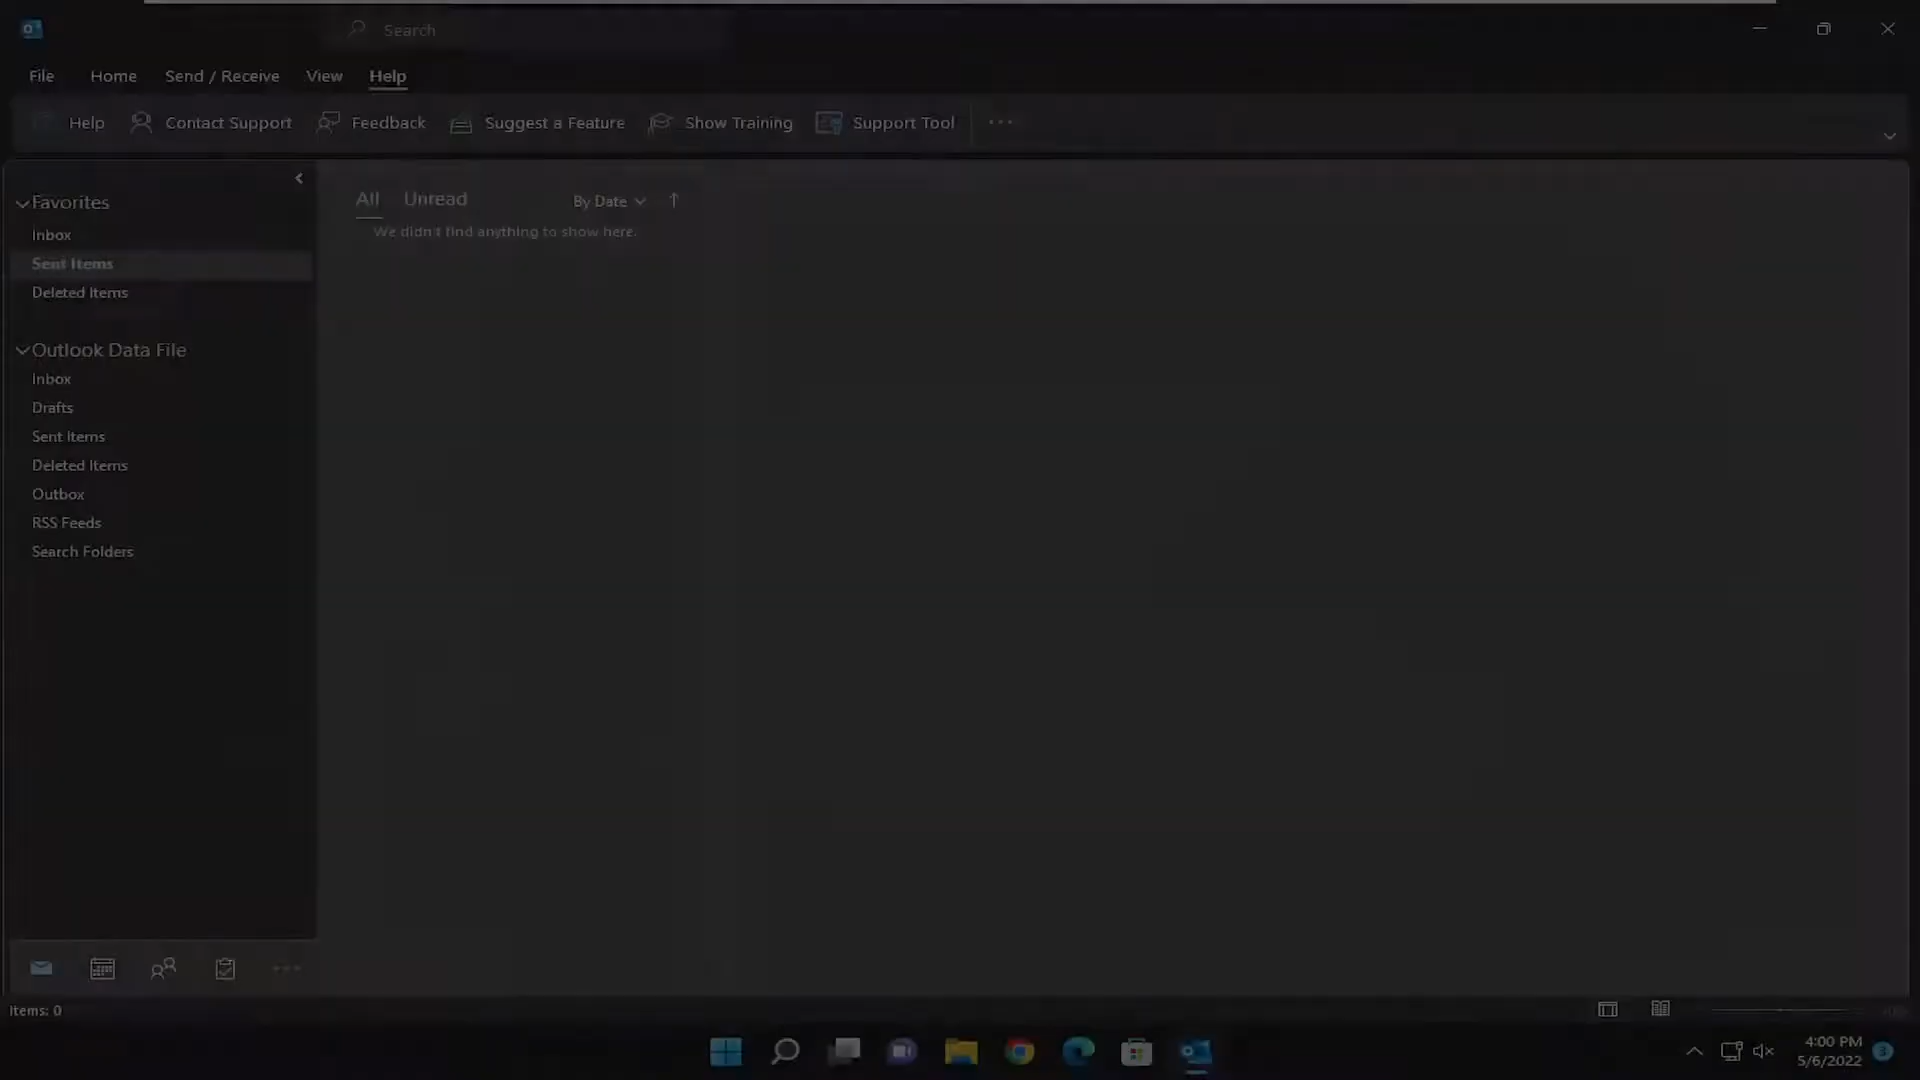 Search
File Home Send / Receive View Help
Help Contact Support Feedback Suggest a Feature Show Training Support Tool ...
Favorites
Inbox
Sent Items
Deleted Items
Outlook Data File
Inbox
Drafts
Sent Items
Deleted Items
Outbox
RSS Feeds
Search Folders
All Unread By Date
We didn't find anything to show here.
Items: 0
4:00 PM
5/6/2022
3